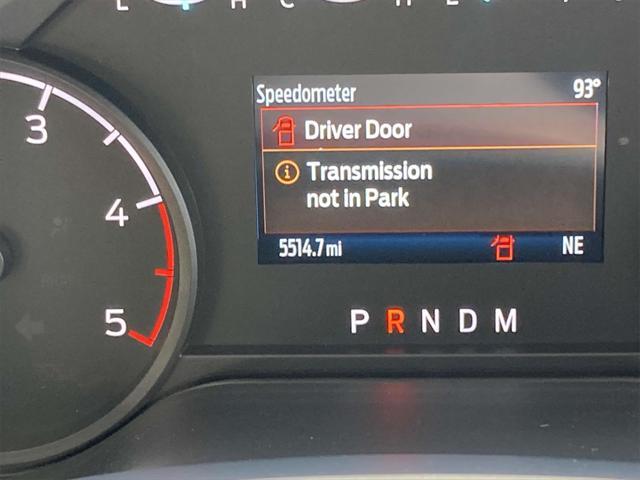 E H C H E
Speedometer 93°
Driver Door
Transmission
not in Park
5514.7 mi NE
3
4
5
P R N D M